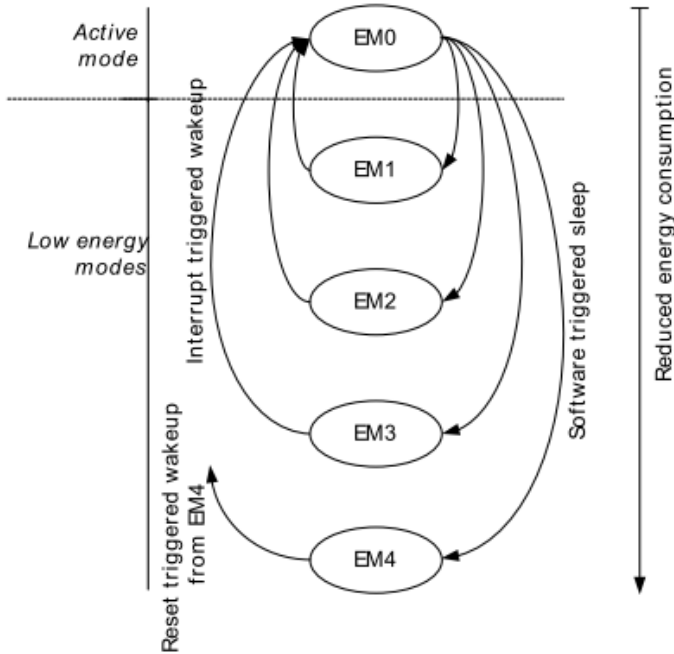 Active
mode
EM0
EM1
Low energy
modes
EM2
EM3
EM4
Interrupt triggered wakeup
Reset triggered wakeup
from EM4
Software triggered sleep
Reduced energy consumption